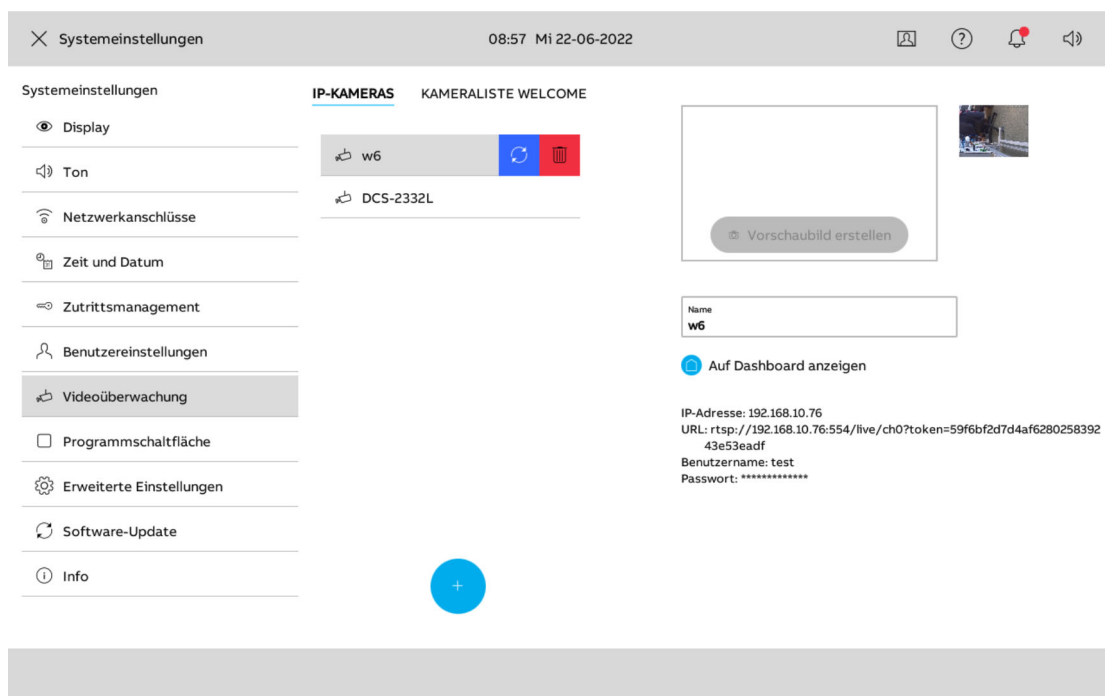 Systemeinstellungen
08:57 Mi 22-06-2022
Systemeinstellungen
Display
Ton
Netzwerkanschlüsse
Zeit und Datum
Zutrittsmanagement
Benutzereinstellungen
Videoüberwachung
Programmschaltfläche
Erweiterte Einstellungen
Software-Update
Info
IP-KAMERAS KAMERALISTE WELCOME
w6
DCS-2332L
+
Vorschaubild erstellen
Name
w6
Auf Dashboard anzeigen
IP-Adresse: 192.168.10.76
URL: rtsp://192.168.10.76:554/live/ch0?token=59f6bf2d7d4af6280258392
43e53eadf
Benutzername: test
Passwort: *************